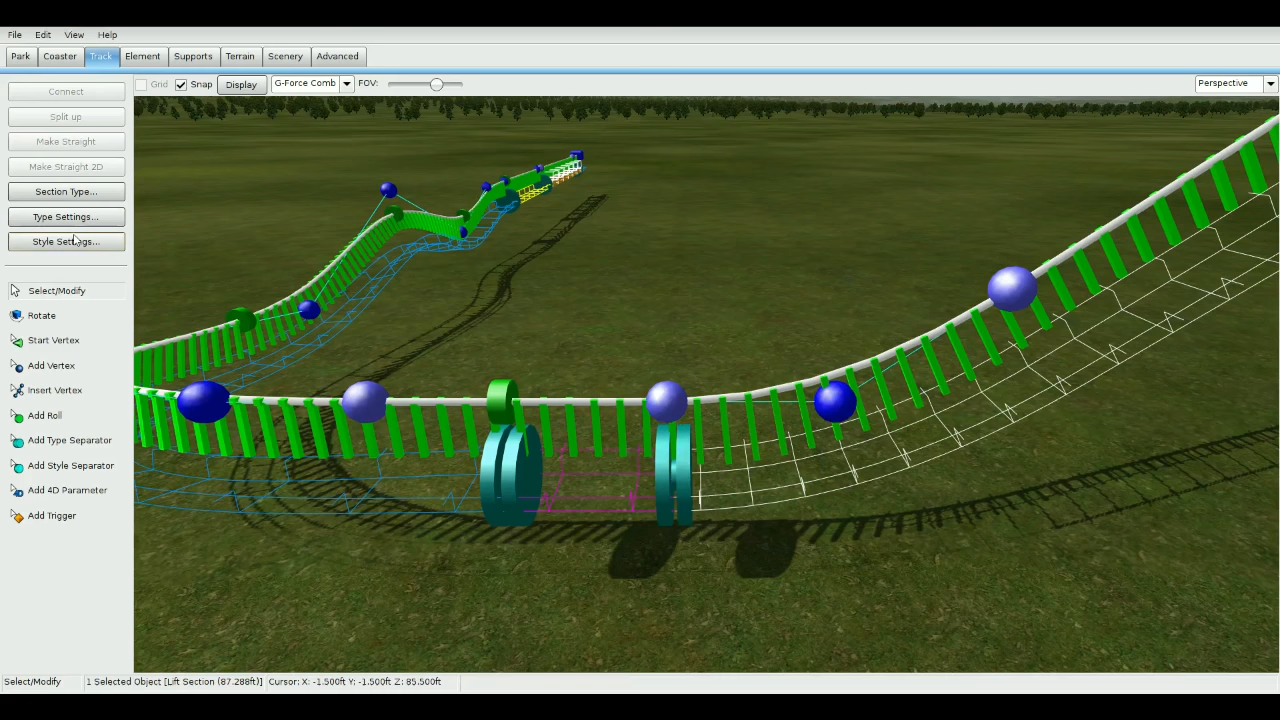 File Edit View Help
Park Coaster Track Element Supports Terrain Scenery Advanced
Grid Snap Display G-Force Comb FOV: Perspective
Connect
Split up
Make Straight
Make Straight 2D
Section Type...
Type Settings...
Style Settings...
Select/Modify
Rotate
Start Vertex
Add Vertex
Insert Vertex
Add Roll
Add Type Separator
Add Style Separator
Add 4D Parameter
Add Trigger
Select/Modify 1 Selected Object [Lift Section (87.288ft)] Cursor: X: -1.500ft Y: -1.500ft Z: 85.500ft